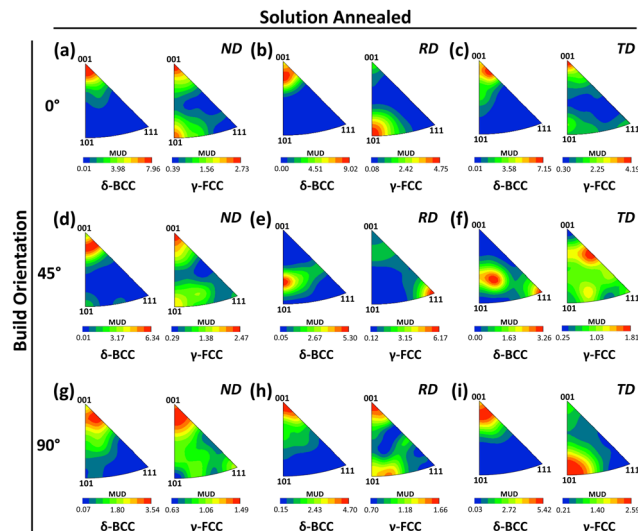 Solution Annealed
Build Orientation
0°
(a) ND
001 001
101 111 101 111
MUD MUD
0.01 3.98 7.96 0.39 1.56 2.73
δ-BCC γ-FCC
(b) RD
001 001
101 111 101 111
MUD MUD
0.00 4.51 9.02 0.08 2.42 4.75
δ-BCC γ-FCC
(c) TD
001 001
101 111 101 111
MUD MUD
0.01 3.58 7.15 0.30 2.25 4.19
δ-BCC γ-FCC
45°
(d) ND
001 001
101 111 101 111
MUD MUD
0.01 3.17 6.34 0.29 1.38 2.47
δ-BCC γ-FCC
(e) RD
001 001
101 111 101 111
MUD MUD
0.05 2.67 5.30 0.12 3.15 6.17
δ-BCC γ-FCC
(f) TD
001 001
101 111 101 111
MUD MUD
0.00 1.63 3.26 0.25 1.03 1.81
δ-BCC γ-FCC
90°
(g) ND
001 001
101 111 101 111
MUD MUD
0.07 1.81 3.54 0.63 1.06 1.49
δ-BCC γ-FCC
(h) RD
001 001
101 111 101 111
MUD MUD
0.15 2.43 4.70 0.70 1.18 1.66
δ-BCC γ-FCC
(i) TD
001 001
101 111 101 111
MUD MUD
0.03 2.72 5.42 0.21 1.40 2.59
δ-BCC γ-FCC